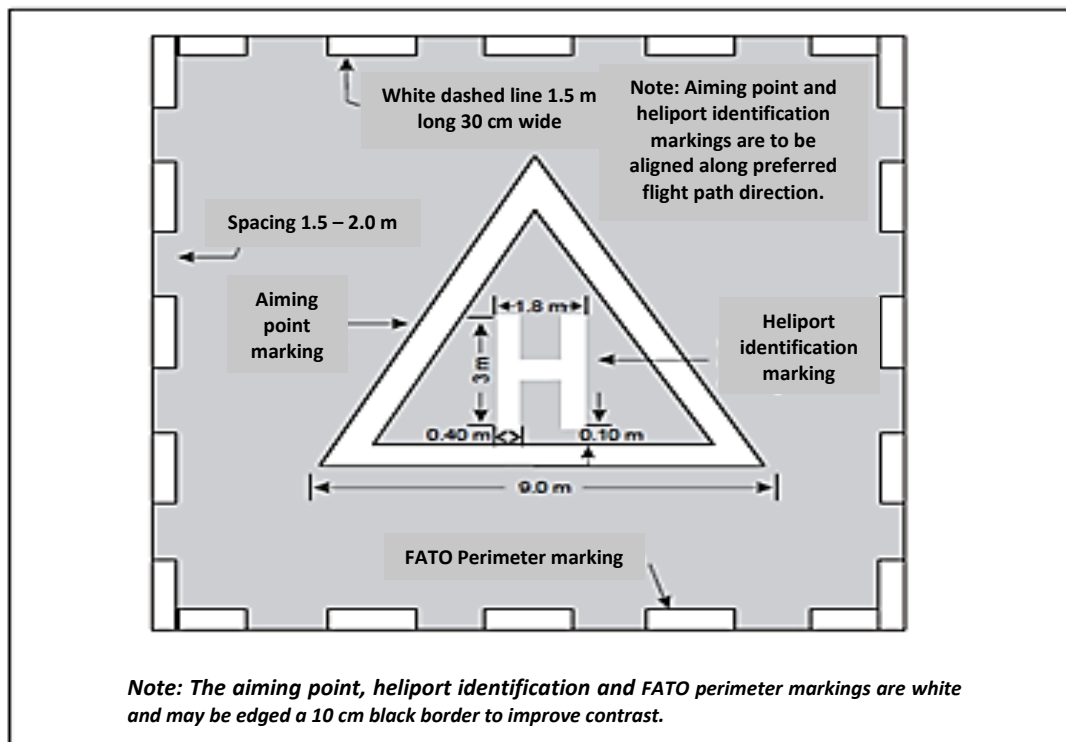 White dashed line 1.5 m
long 30 cm wide
Note: Aiming point and
heliport identification
markings are to be
aligned along preferred
flight path direction.
Spacing 1.5 – 2.0 m
Aiming
point
marking
1.8 m
3 m
Heliport
identification
marking
0.40 m
0.10 m
9.0 m
H
FATO Perimeter marking
Note: The aiming point, heliport identification and FATO perimeter markings are white
and may be edged a 10 cm black border to improve contrast.